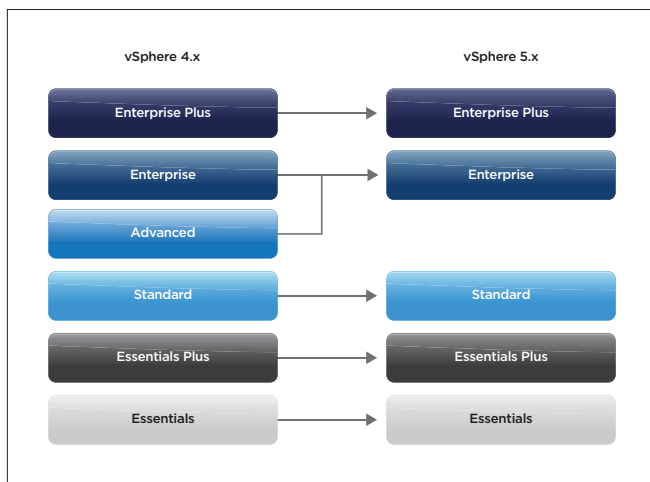 vSphere 4.x
vSphere 5.x
Enterprise Plus
Enterprise Plus
Enterprise
Enterprise
Advanced
Standard
Standard
Essentials Plus
Essentials Plus
Essentials
Essentials